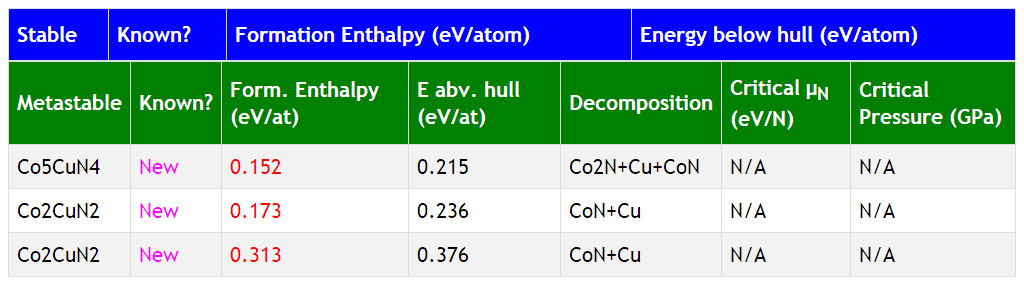 Stable Known? Formation Enthalpy (eV/atom) Energy below hull (eV/atom)
Metastable Known? Form. Enthalpy (eV/at) E abv. hull (eV/at) Decomposition Critical μN (eV/N) Critical Pressure (GPa)
Co5CuN4 New 0.152 0.215 Co2N+Cu+CoN N/A N/A
Co2CuN2 New 0.173 0.236 CoN+Cu N/A N/A
Co2CuN2 New 0.313 0.376 CoN+Cu N/A N/A